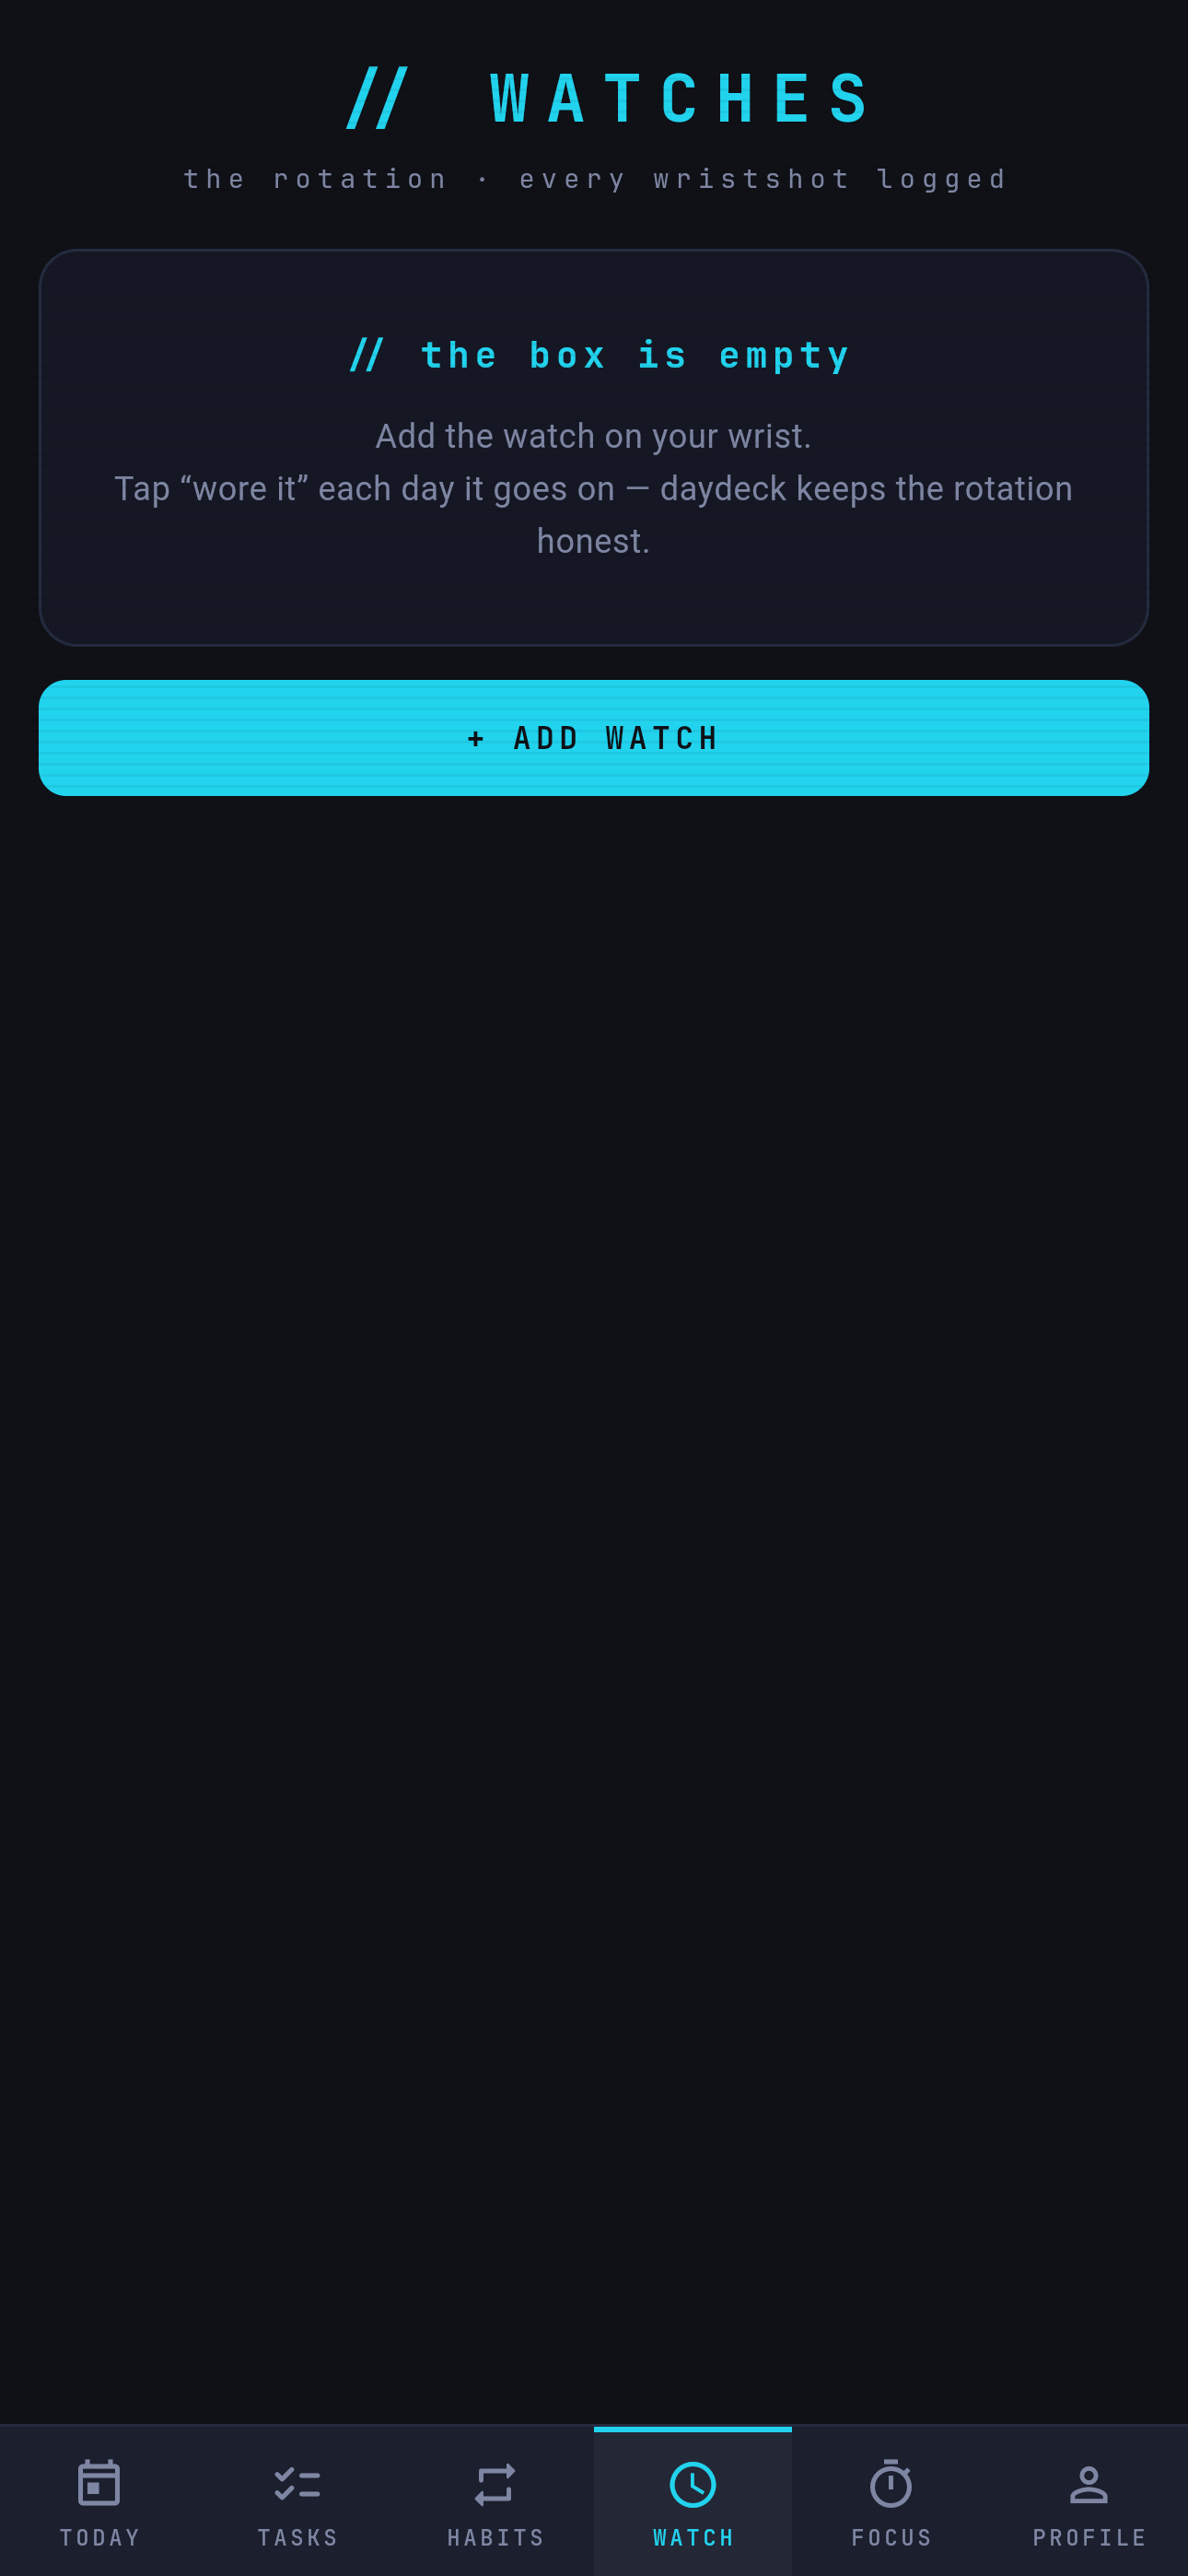 // WATCHES
the rotation · every wristshot logged
// the box is empty
Add the watch on your wrist.
Tap “wore it” each day it goes on — daydeck keeps the rotation
honest.
+ ADD WATCH
TODAY TASKS HABITS WATCH FOCUS PROFILE